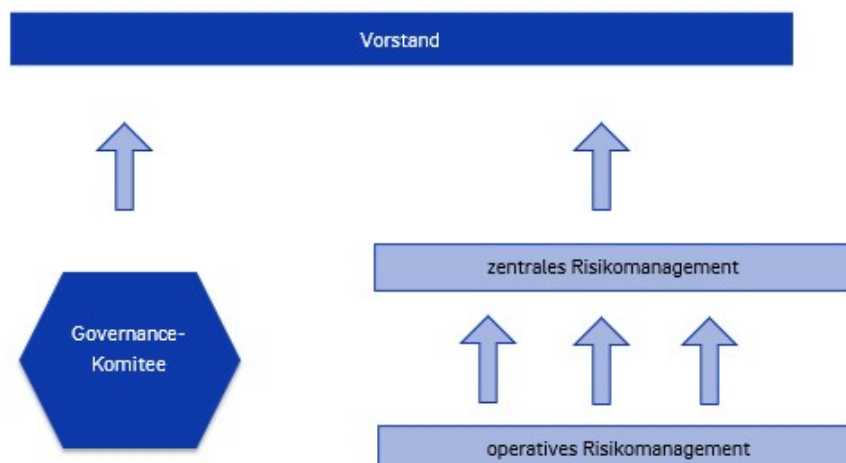 Vorstand
zentrales Risikomanagement
Governance-
Komitee
operatives Risikomanagement